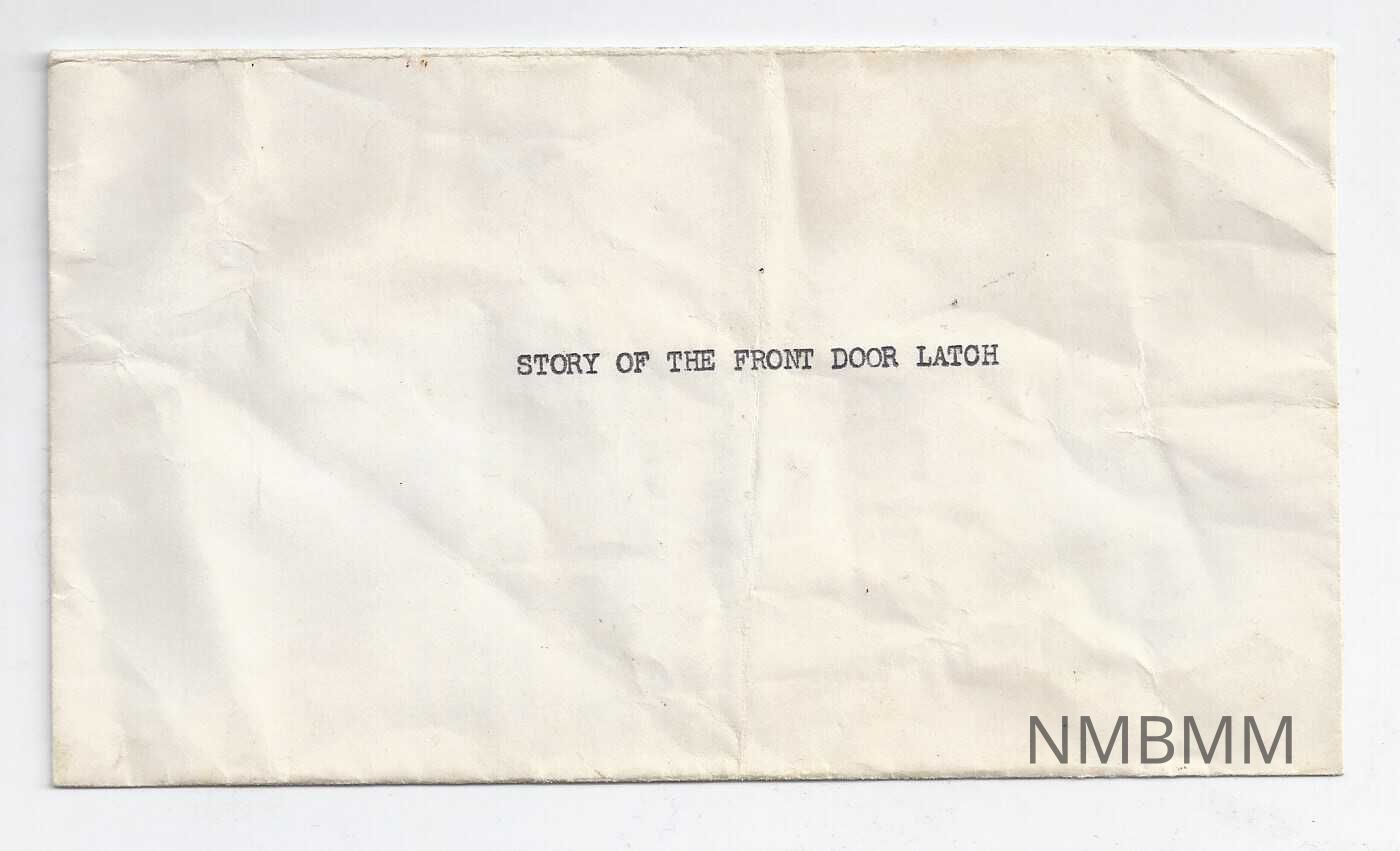 STORY OF THE FRONT DOOR LATCH
NMBMM